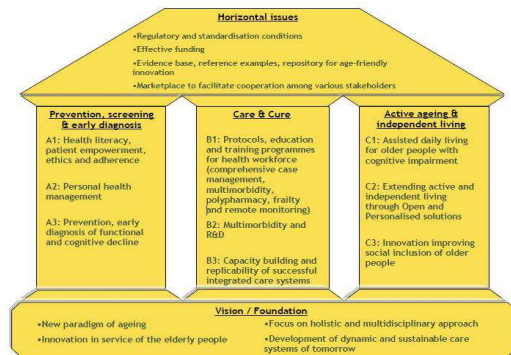 Horizontal issues
•Regulatory and standardisation conditions
•Effective funding
•Evidence base, reference examples, repository for age-friendly
innovation
•Marketplace to facilitate cooperation among various stakeholders
Prevention, screening
& early diagnosis
A1: Health literacy,
patient empowerment,
ethics and adherence
A2: Personal health
management
A3: Prevention, early
diagnosis of functional
and cognitive decline
Care & Cure
B1: Protocols, education
and training programmes
for health workforce
(comprehensive case
management,
multimorbidity,
polypharmacy, frailty
and remote monitoring)
B2: Multimorbidity and
R&D
B3: Capacity building and
replicability of successful
integrated care systems
Active ageing &
independent living
C1: Assisted daily living
for older people with
cognitive impairment
C2: Extending active and
independent living
through Open and
Personalised solutions
C3: Innovation improving
social inclusion of older
people
Vision / Foundation
•New paradigm of ageing
•Innovation in service of the elderly people
•Focus on holistic and multidisciplinary approach
•Development of dynamic and sustainable care
systems of tomorrow